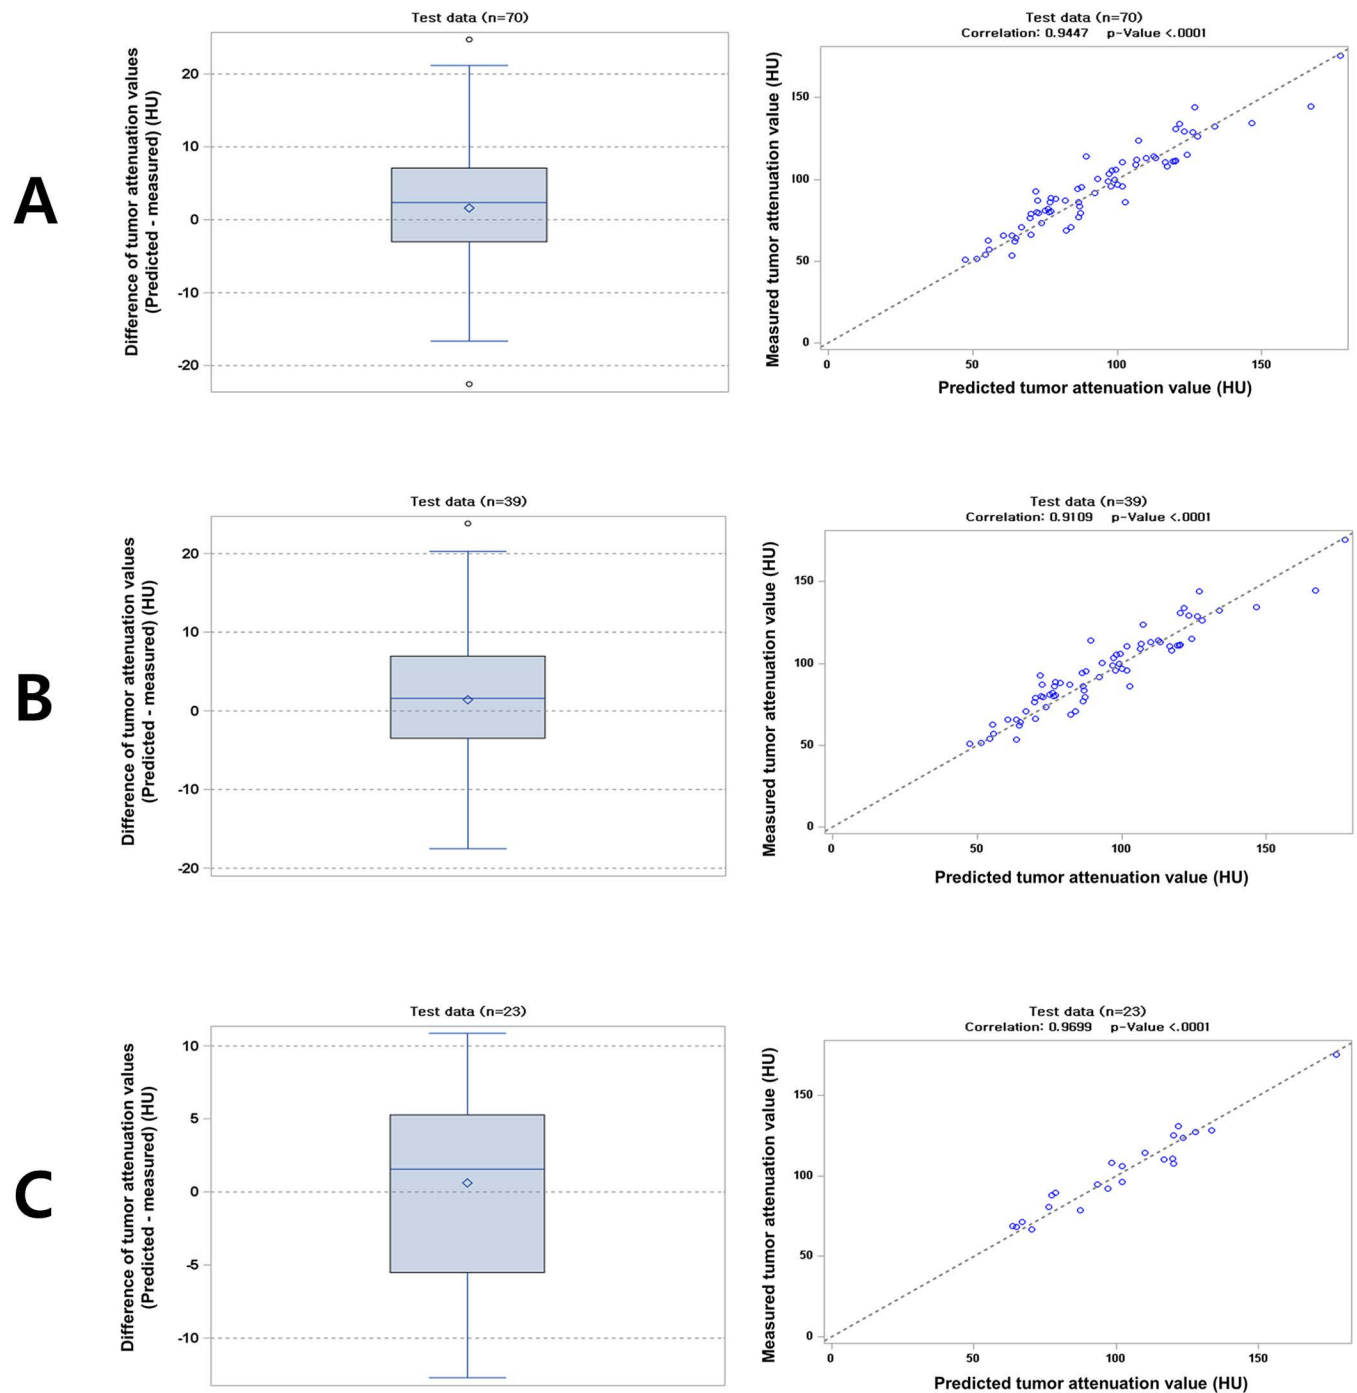 A
Test data (n=70)
Difference of tumor attenuation values
(Predicted - measured) (HU)
20
10
0
-10
-20
Test data (n=70)
Correlation: 0.9447 p-Value <.0001
Measured tumor attenuation value (HU)
150
100
50
0
0 50 100 150
Predicted tumor attenuation value (HU)
B
Test data (n=39)
Difference of tumor attenuation values
(Predicted - measured) (HU)
20
10
0
-10
-20
Test data (n=39)
Correlation: 0.9109 p-Value <.0001
Measured tumor attenuation value (HU)
150
100
50
0
0 50 100 150
Predicted tumor attenuation value (HU)
C
Test data (n=23)
Difference of tumor attenuation values
(Predicted - measured) (HU)
10
5
0
-5
-10
Test data (n=23)
Correlation: 0.9699 p-Value <.0001
Measured tumor attenuation value (HU)
150
100
50
0
0 50 100 150
Predicted tumor attenuation value (HU)